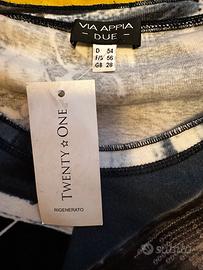 VIA APPIA
DUE
D 54
F/S 56
GB 28
TWENTY☆ONE
RIGENERATO
subito